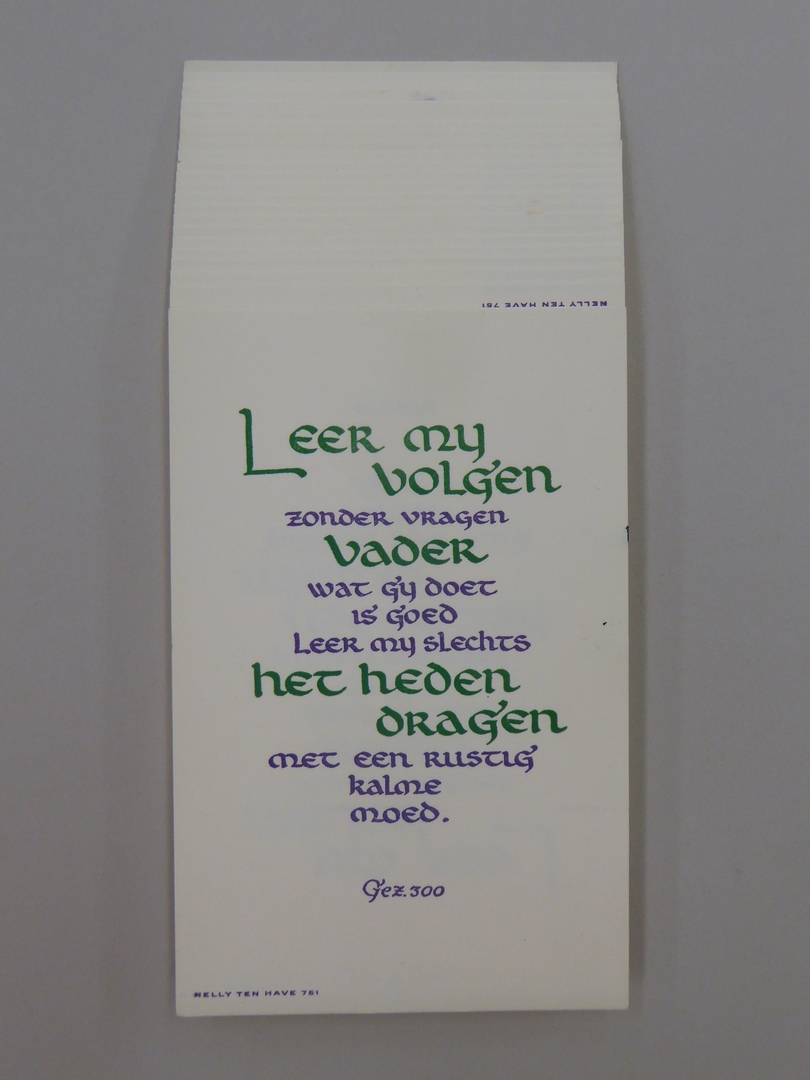 NELLY TEN HAVE 751
Leer my
volgen
zonder vragen
vader
wat gy doet
is goed
Leer my slechts
het heden
dragen
met een rustig
kalme
moed.
Gez. 300
NELLY TEN HAVE 751